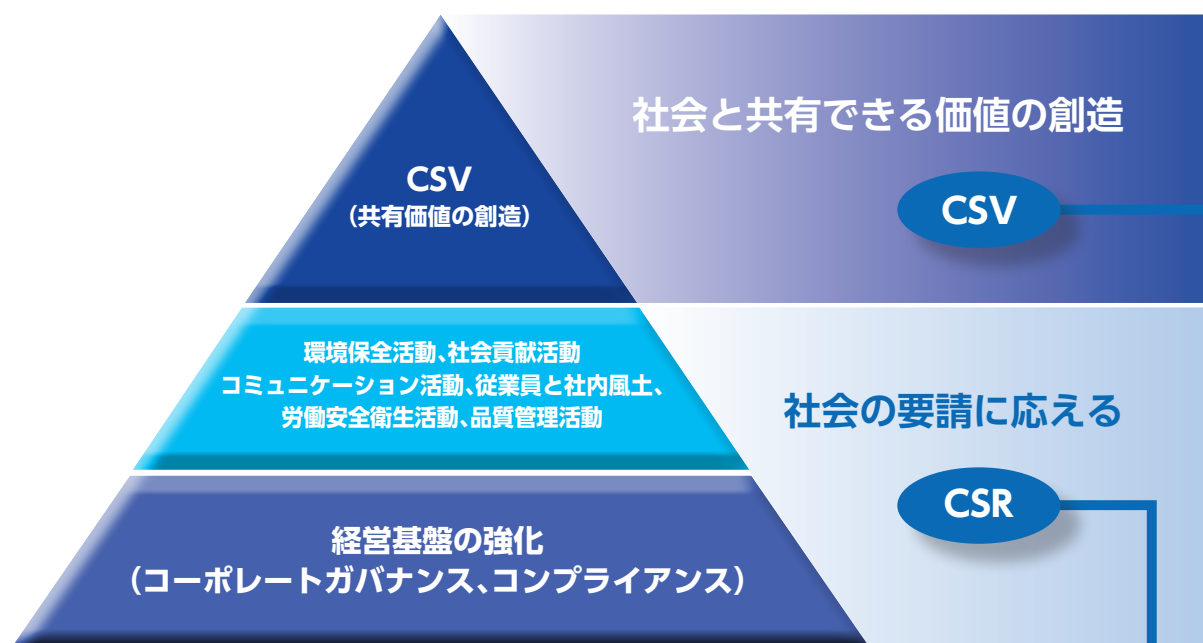 社会と共有できる価値の創造
CSV
CSV
（共有価値の創造）
環境保全活動、社会貢献活動
コミュニケーション活動、従業員と社内風土、
労働安全衛生活動、品質管理活動
社会の要請に応える
CSR
経営基盤の強化
（コーポレートガバナンス、コンプライアンス）